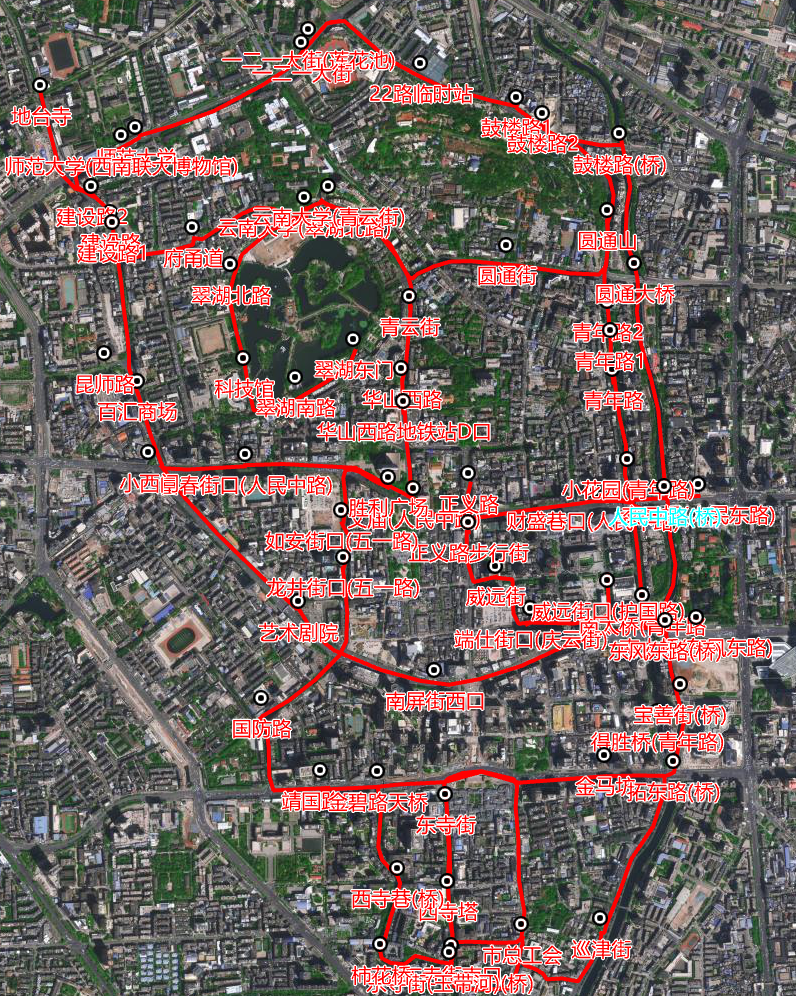 一二一大街(莲花池)
一二一大街
22路临时站
地台寺
鼓楼路1
鼓楼路2
师范大学
师范大学(西南联大博物馆)
鼓楼路(桥)
建设路2
云南大学(青云街)
云南大学(翠湖北路)
建设路
建设路1
府甬道
圆通山
圆通街
翠湖北路
圆通大桥
青云街
青年路2
青年路1
翠湖东门
昆师路
科技馆
百汇商场
翠湖南路
华山西路
青年路
华山西路地铁站D口
小西门
闾春街口(人民中路)
小花园(青年路)
胜利广场
正义路
人民中路(桥)
如安街口(五一路)
正义路步行街
龙井街口(五一路)
威远街
威远街口(护国路)
艺术剧院
端仕街口(庆云街)
东风东路(桥)
南屏街西口
宝善街(桥)
国防路
得胜桥(青年路)
靖国路
金碧路天桥
金马坊
拓东路(桥)
东寺街
西寺巷(桥)
西寺塔
市总工会
巡津街